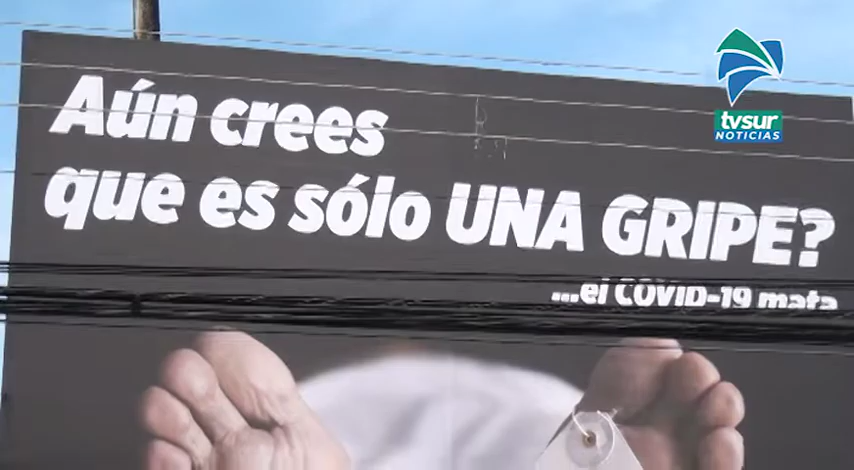 Aún crees
que es sólo UNA GRIPE?
...el COVID-19 mata
tvsur
NOTICIAS